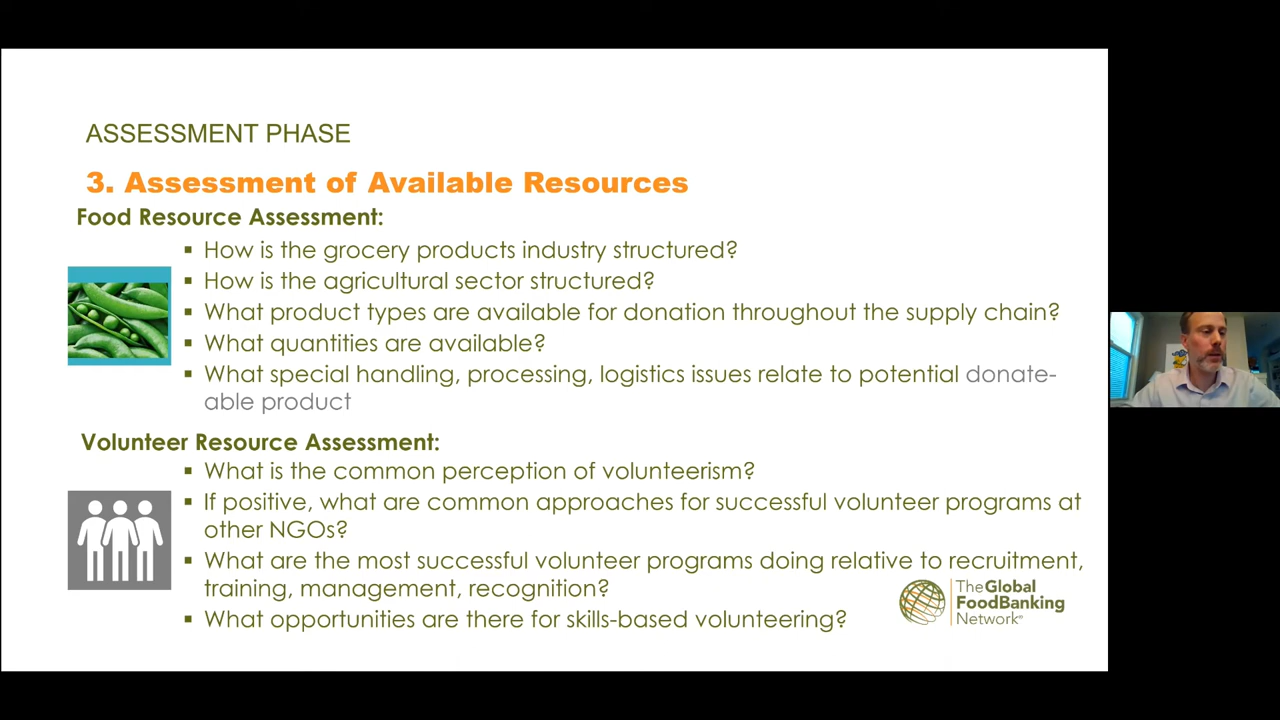 ASSESSMENT PHASE
3. Assessment of Available Resources
Food Resource Assessment:
▪ How is the grocery products industry structured?
▪ How is the agricultural sector structured?
▪ What product types are available for donation throughout the supply chain?
▪ What quantities are available?
▪ What special handling, processing, logistics issues relate to potential donate-
able product
Volunteer Resource Assessment:
▪ What is the common perception of volunteerism?
▪ If positive, what are common approaches for successful volunteer programs at
other NGOs?
▪ What are the most successful volunteer programs doing relative to recruitment,
training, management, recognition?
▪ What opportunities are there for skills-based volunteering?
The Global
FoodBanking
Network®